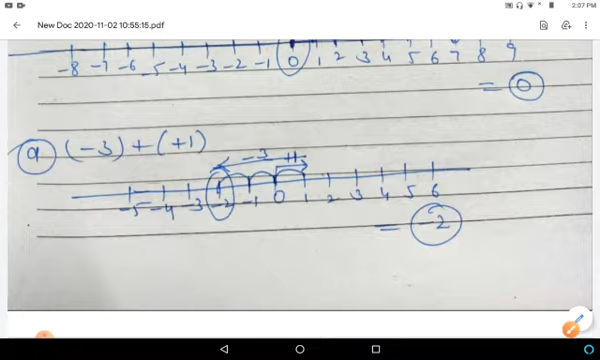 2:07 PM
New Doc 2020-11-02 10:55:15.pdf
-8 -7 -6 -5 -4 -3 -2 -1 0 1 2 3 4 5 6 7 8 9
= 0
a (-3) + (+1)
-3 +1
-5 -4 -3 -2 -1 0 1 2 3 4 5 6
= -2